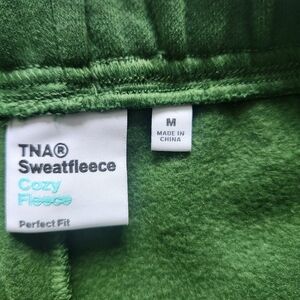 TNA®
Sweatfleece
Cozy
Fleece
Perfect Fit
M
MADE IN
CHINA